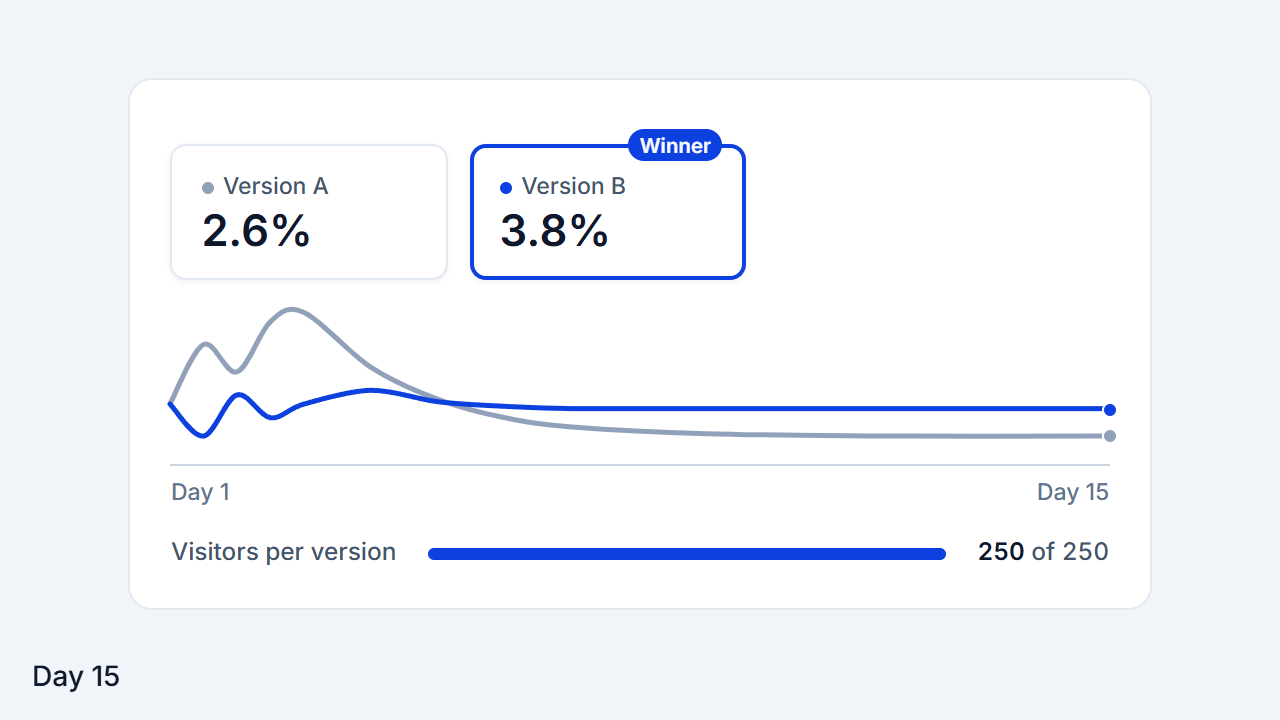 Winner
Version A
2.6%
Version B
3.8%
Day 1
Day 15
Visitors per version
250 of 250
Day 15